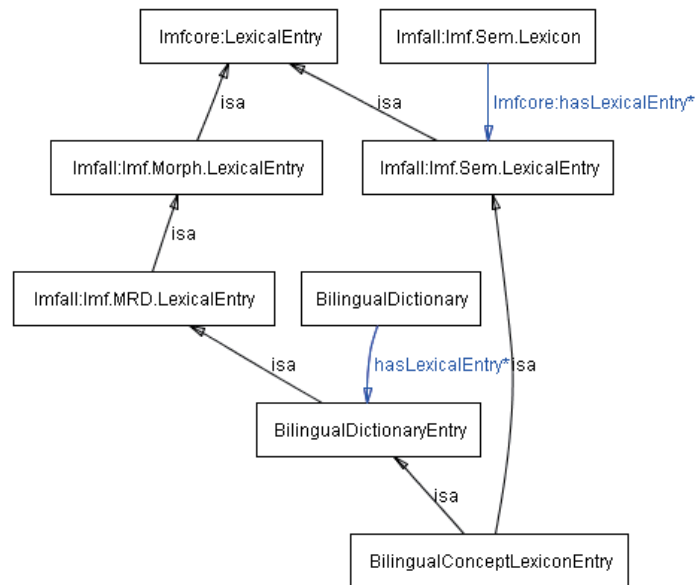 lmfcore:LexicalEntry
lmfall:lmf.Sem.Lexicon
isa
isa
lmfcore:hasLexicalEntry*
lmfall:lmf.Morph.LexicalEntry
lmfall:lmf.Sem.LexicalEntry
isa
lmfall:lmf.MRD.LexicalEntry
BilingualDictionary
isa
hasLexicalEntry*
isa
BilingualDictionaryEntry
isa
BilingualConceptLexiconEntry